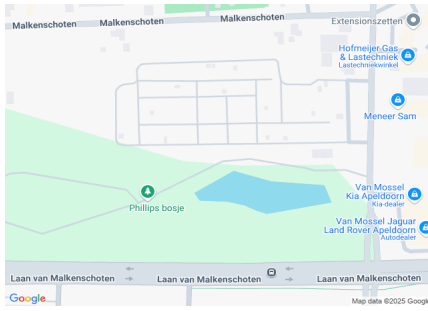 Malkenschoten
Malkenschoten
Malkenschoten
Extensionszetten
Hofmeijer Gas
& Lastechniek
Lastechniekwinkel
Meneer Sam
Van Mossel
Kia Apeldoorn
Kia-dealer
Phillips bosje
Van Mossel Jaguar
Land Rover Apeldoorn
Autodealer
Laan van Malkenschoten
Laan van Malkenschoten
Laan van Malkenschoten
Google
Map data ©2025 Google